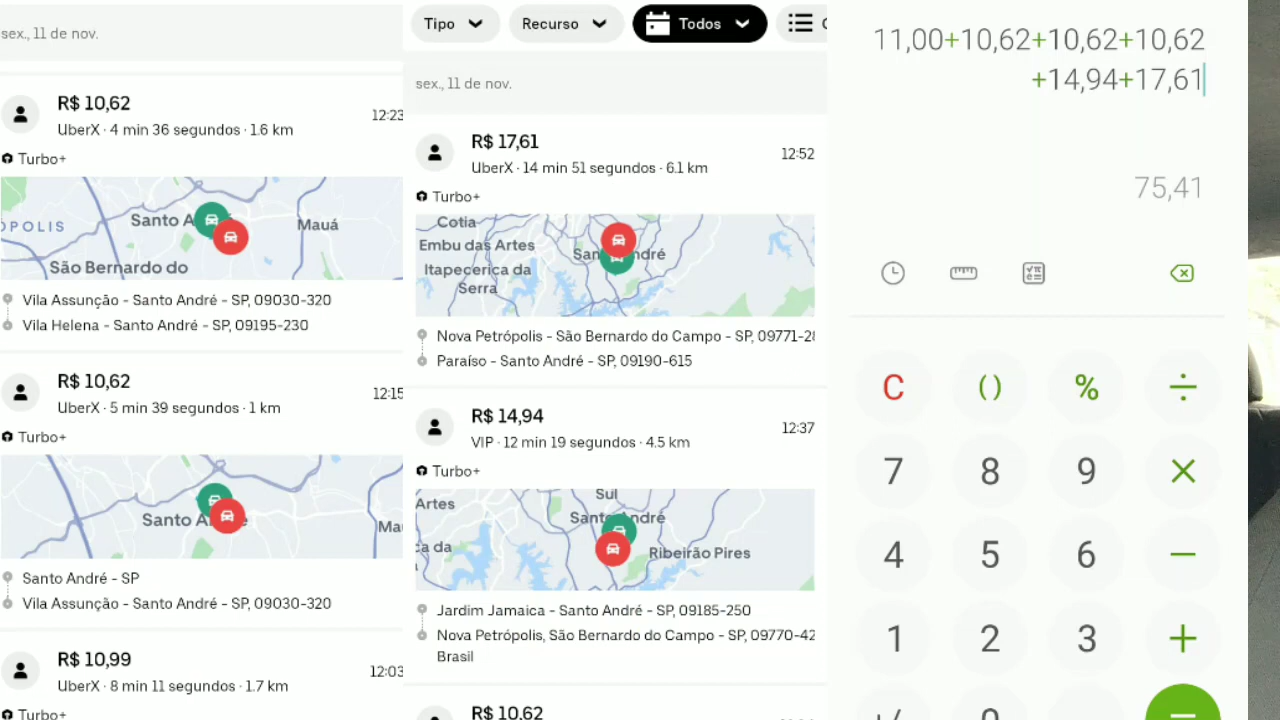 sex., 11 de nov.
R$ 10,62
12:23
UberX · 4 min 36 segundos · 1.6 km
Turbo+
ÓPOLIS
Santo A
Mauá
São Bernardo do
Vila Assunção - Santo André - SP, 09030-320
Vila Helena - Santo André - SP, 09195-230
R$ 10,62
12:15
UberX · 5 min 39 segundos · 1 km
Turbo+
Santo A
e
Ma
Santo André - SP
Vila Assunção - Santo André - SP, 09030-320
R$ 10,99
12:03
UberX · 8 min 11 segundos · 1.7 km
Turbo+
Tipo
Recurso
Todos
sex., 11 de nov.
R$ 17,61
12:52
UberX · 14 min 51 segundos · 6.1 km
Turbo+
Cotia
Embu das Artes
San
dré
Itapecerica da
Serra
Nova Petrópolis - São Bernardo do Campo - SP, 09771-2
Paraíso - Santo André - SP, 09190-615
R$ 14,94
12:37
VIP · 12 min 19 segundos · 4.5 km
Turbo+
Sul
Artes
Santo André
ca da
Ribeirão Pires
Jardim Jamaica - Santo André - SP, 09185-250
Nova Petrópolis, São Bernardo do Campo - SP, 09770-42
Brasil
R$ 10,62
11,00+10,62+10,62+10,62
+14,94+17,61
75,41
C ( ) % ÷
7 8 9 ×
4 5 6 −
1 2 3 +
+/ 0 =